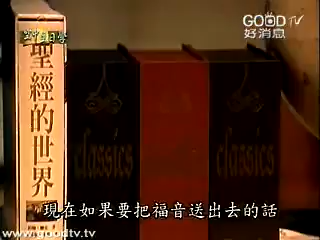 GOOD TV
好消息
聖經的世界
classics
classics
現在如果要把福音送出去的話
www.goodtv.tv